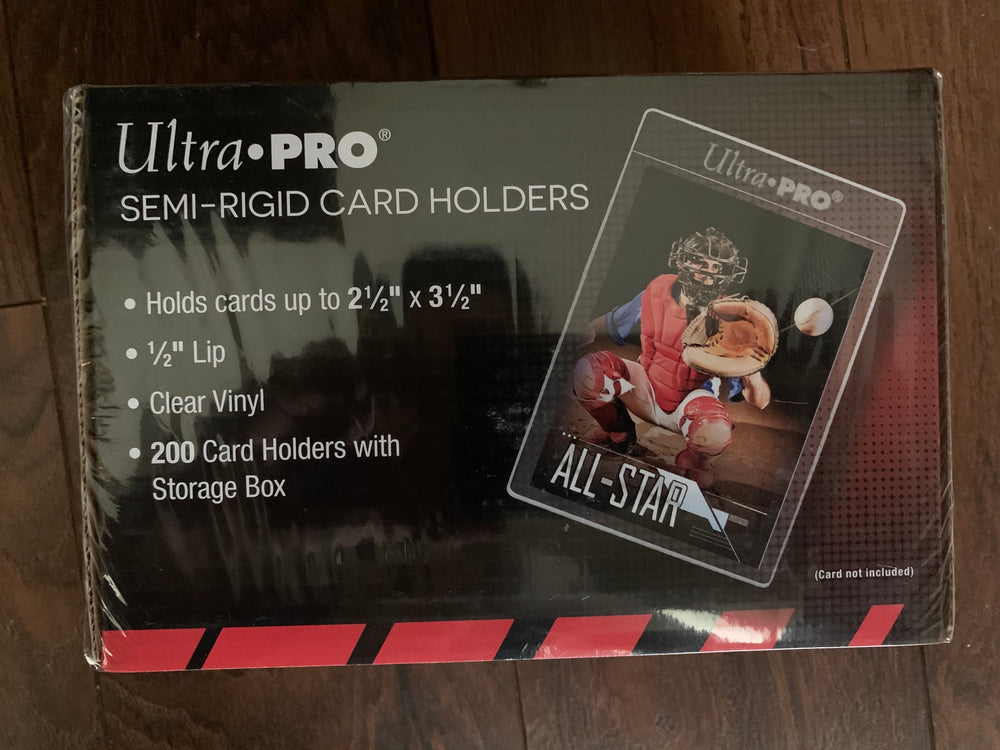 Ultra•PRO®
SEMI-RIGID CARD HOLDERS
• Holds cards up to 2½" x 3½"
• ½" Lip
• Clear Vinyl
• 200 Card Holders with
Storage Box
Ultra•PRO®
ALL-STAR
(Card not included)